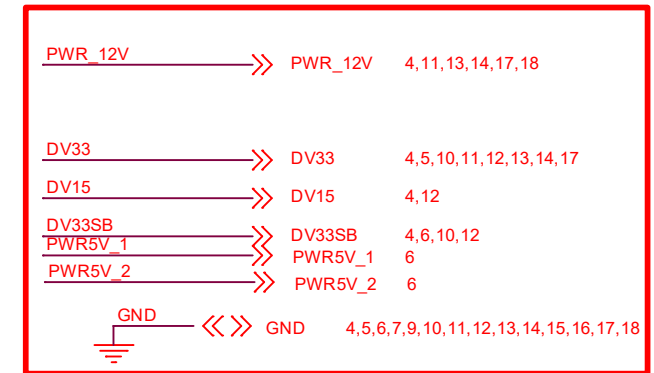 PWR_12V PWR_12V 4,11,13,14,17,18
DV33 DV33 4,5,10,11,12,13,14,17
DV15 DV15 4,12
DV33SB DV33SB 4,6,10,12
PWR5V_1 PWR5V_1 6
PWR5V_2 PWR5V_2 6
GND GND 4,5,6,7,9,10,11,12,13,14,15,16,17,18